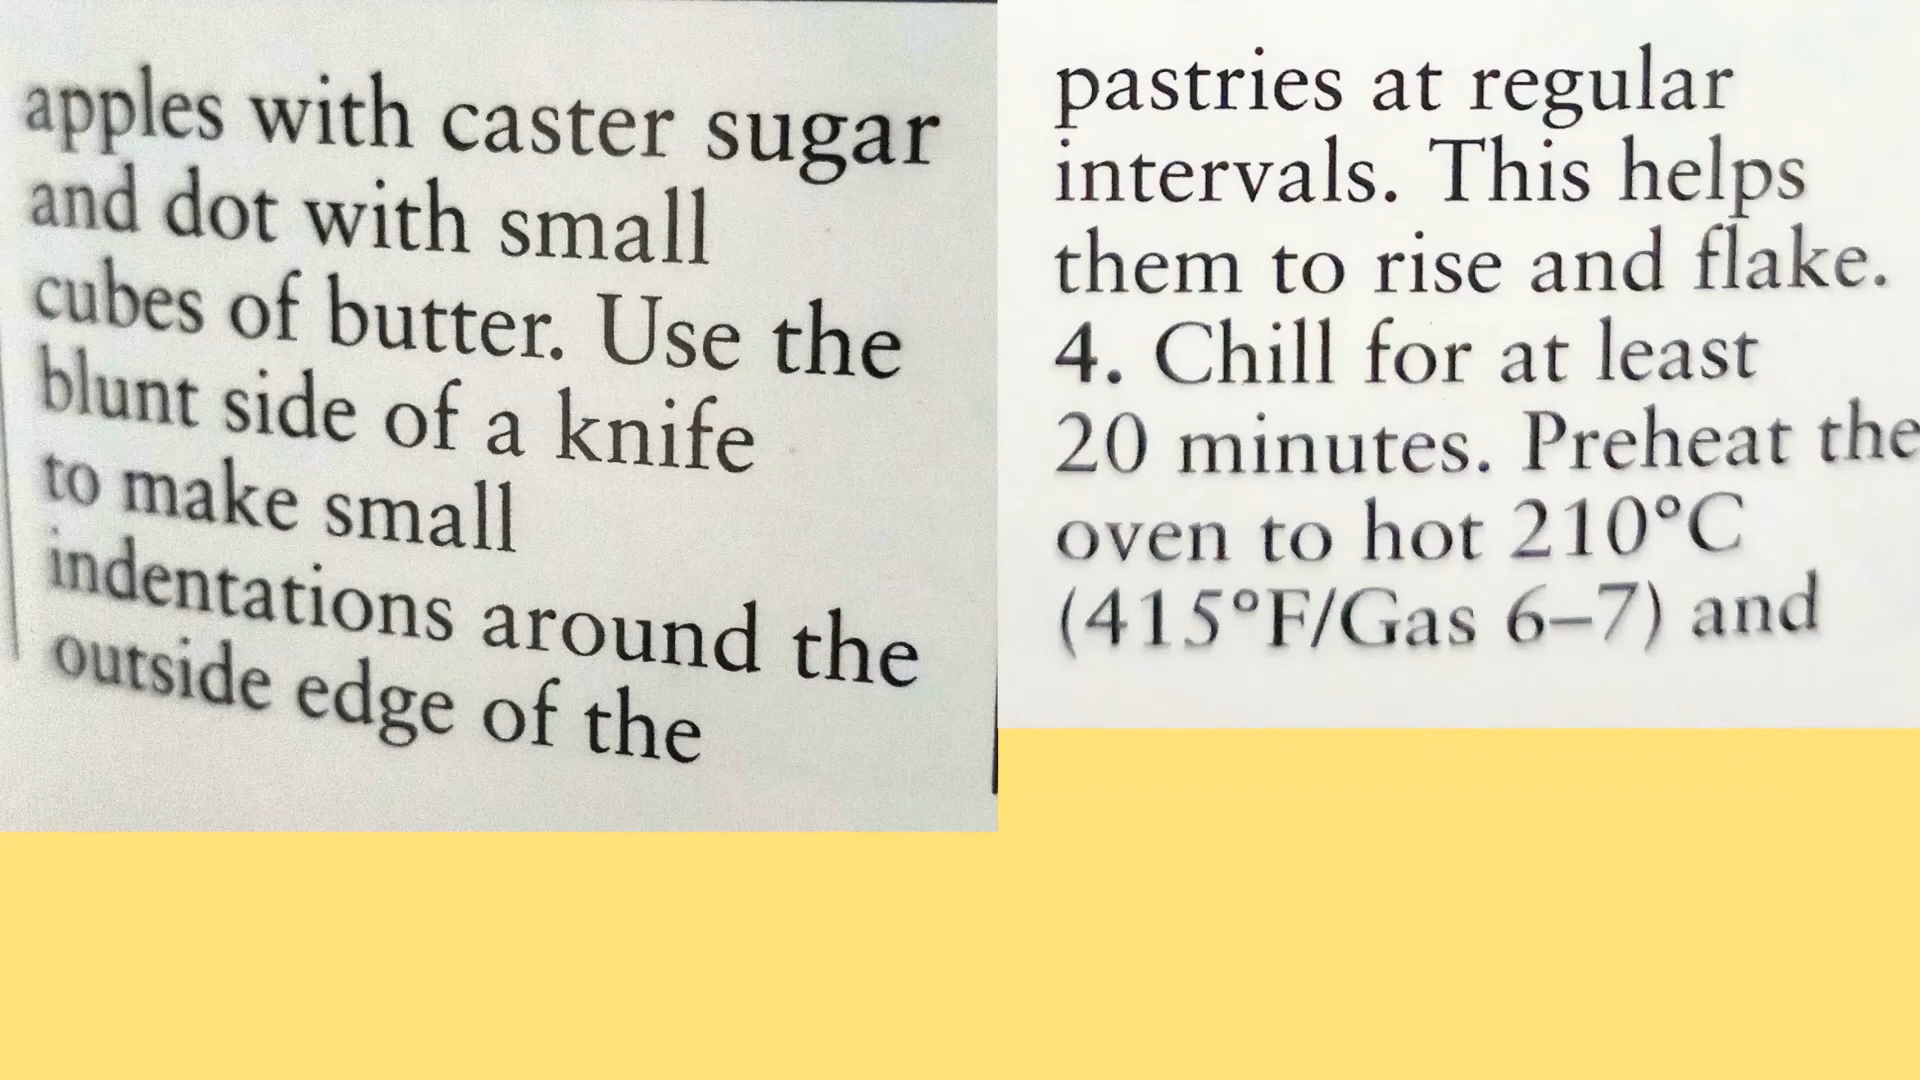 apples with caster sugar
and dot with small
cubes of butter. Use the
blunt side of a knife
to make small
indentations around the
outside edge of the
pastries at regular
intervals. This helps
them to rise and flake.
4. Chill for at least
20 minutes. Preheat the
oven to hot 210°C
(415°F/Gas 6–7) and